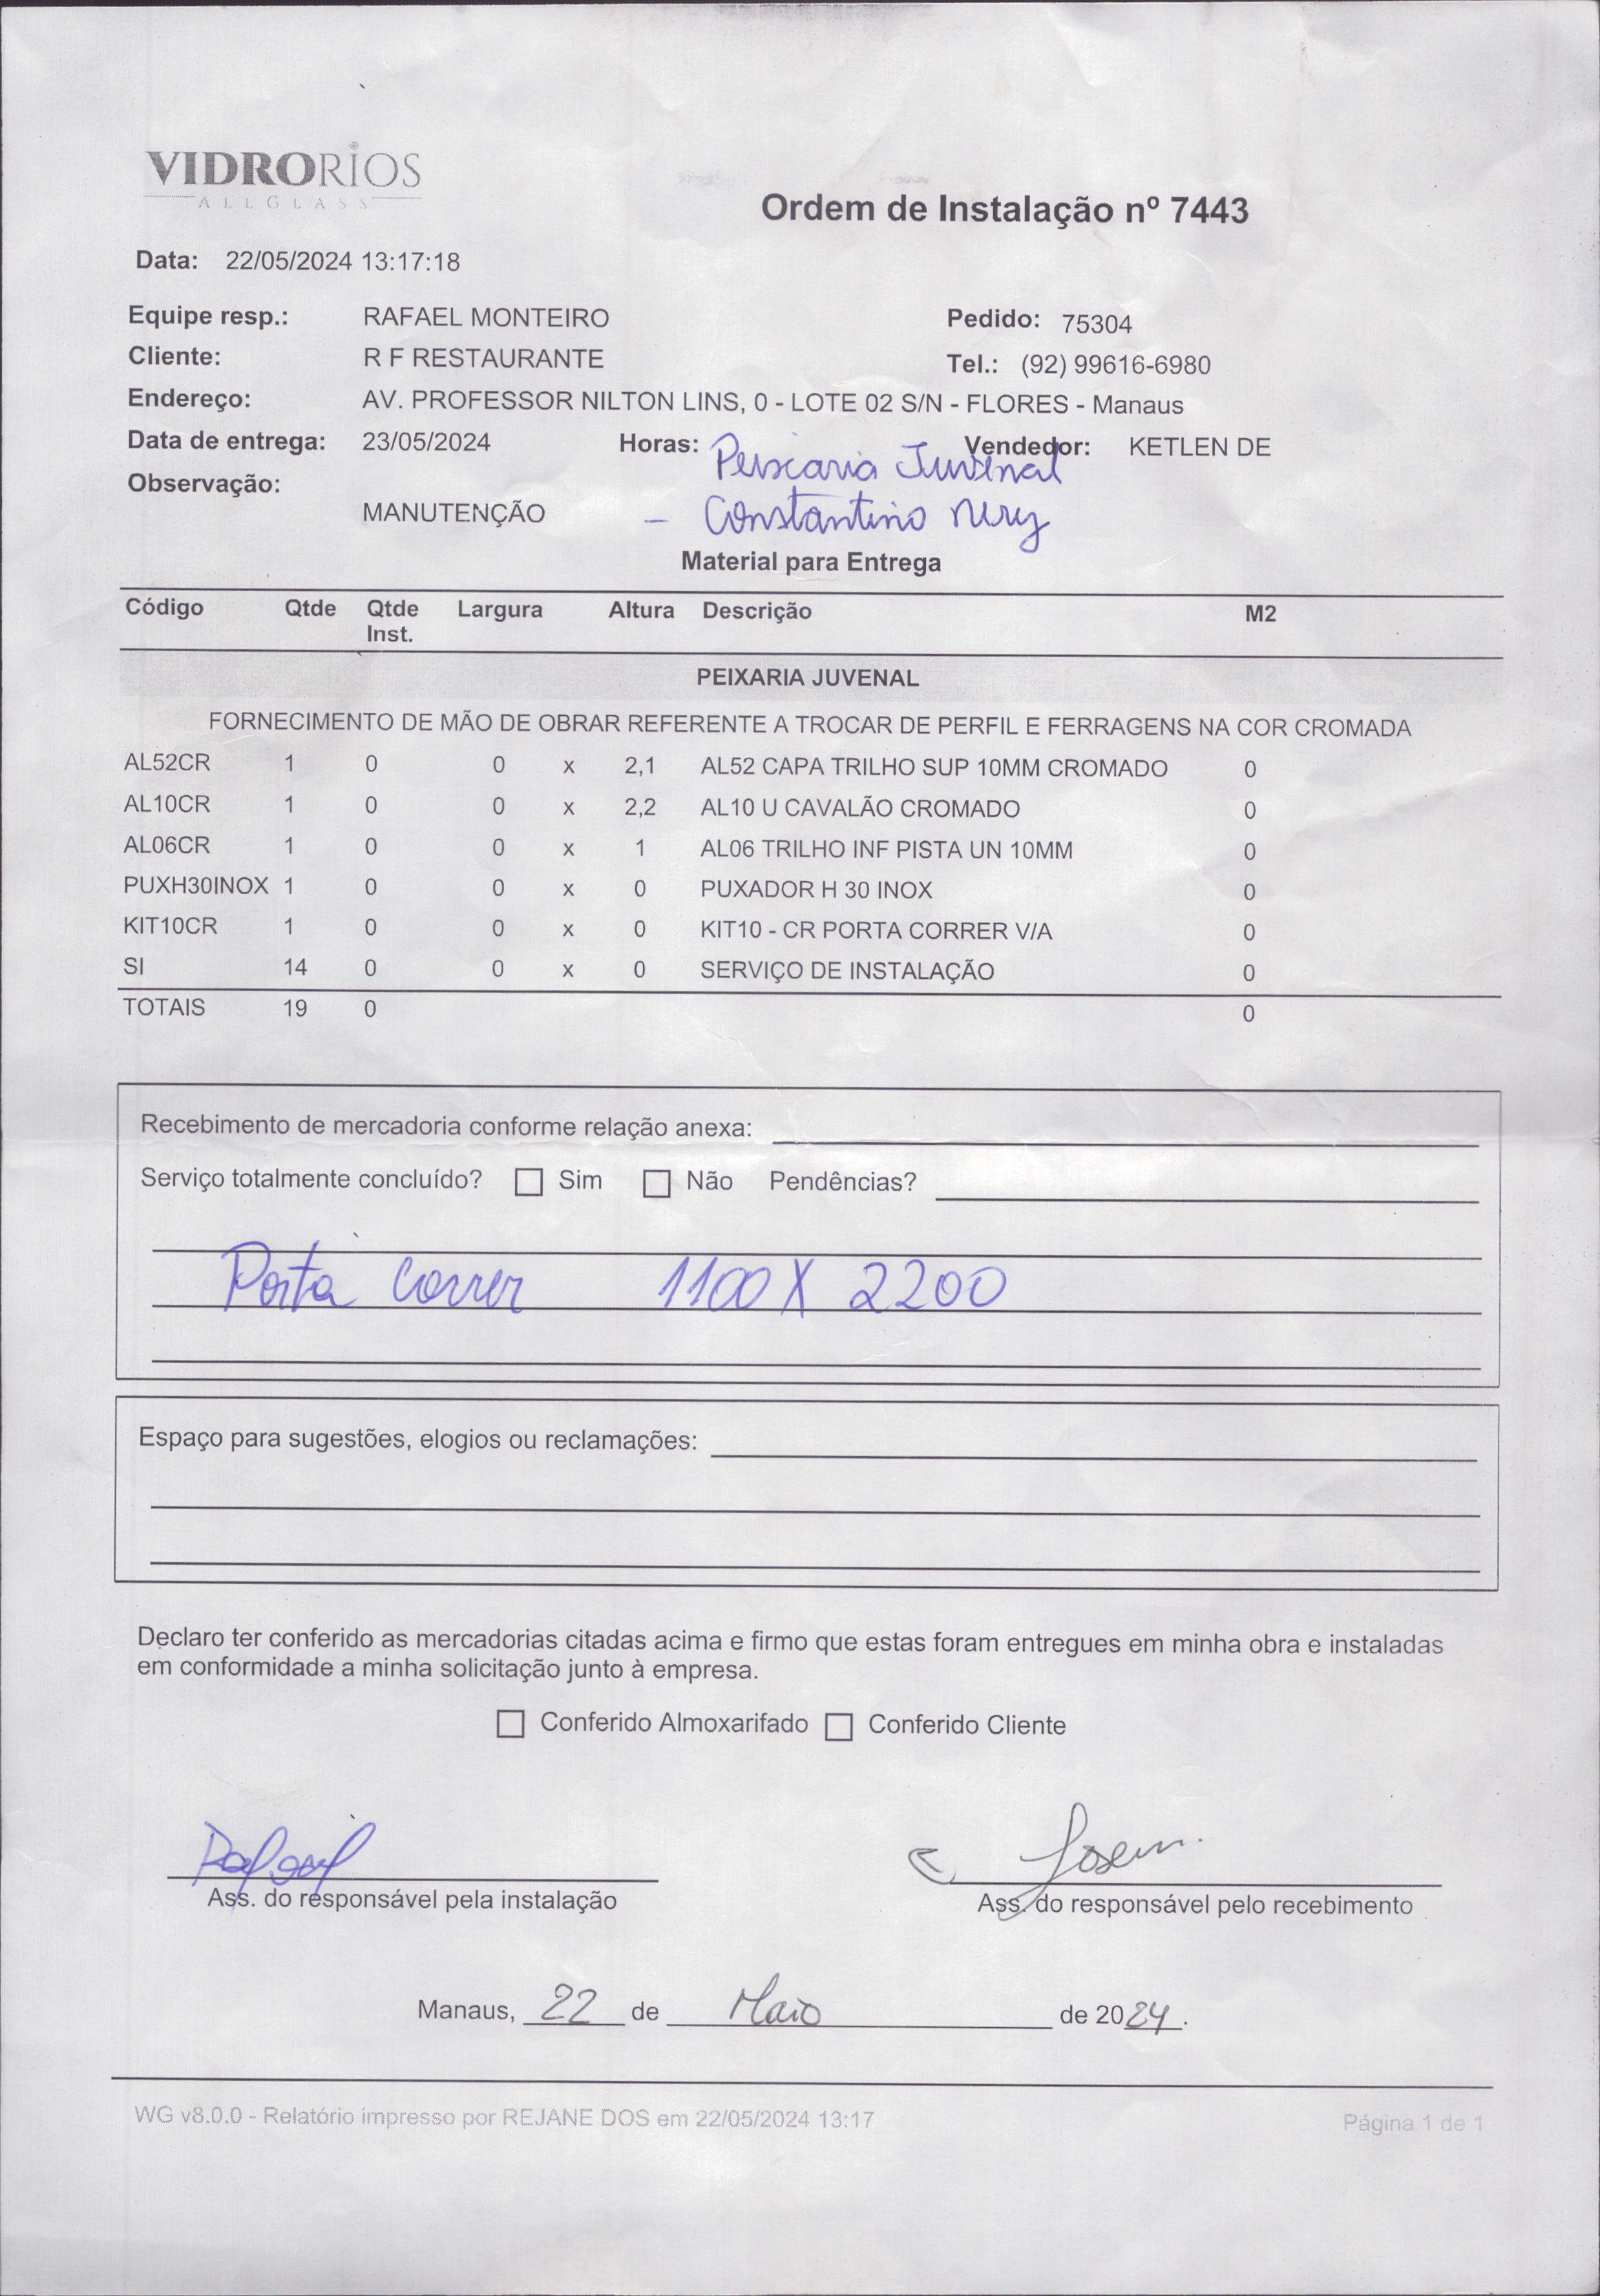 VIDRORIOS
ALLGLASS
Ordem de Instalação nº 7443
Data: 22/05/2024 13:17:18
Equipe resp.: RAFAEL MONTEIRO Pedido: 75304
Cliente: R F RESTAURANTE Tel.: (92) 99616-6980
Endereço: AV. PROFESSOR NILTON LINS, 0 - LOTE 02 S/N - FLORES - Manaus
Data de entrega: 23/05/2024 Horas: Vendedor: KETLEN DE
Peixaria Juvenal
Observação:
MANUTENÇÃO - Constantino Nery
Material para Entrega
Código Qtde Qtde Inst. Largura Altura Descrição M2
PEIXARIA JUVENAL
FORNECIMENTO DE MÃO DE OBRAR REFERENTE A TROCAR DE PERFIL E FERRAGENS NA COR CROMADA
AL52CR 1 0 0 x 2,1 AL52 CAPA TRILHO SUP 10MM CROMADO 0
AL10CR 1 0 0 x 2,2 AL10 U CAVALÃO CROMADO 0
AL06CR 1 0 0 x 1 AL06 TRILHO INF PISTA UN 10MM 0
PUXH30INOX 1 0 0 x 0 PUXADOR H 30 INOX 0
KIT10CR 1 0 0 x 0 KIT10 - CR PORTA CORRER V/A 0
SI 14 0 0 x 0 SERVIÇO DE INSTALAÇÃO 0
TOTAIS 19 0 0
Recebimento de mercadoria conforme relação anexa:
Serviço totalmente concluído? Sim Não Pendências?
Porta Correr 1100 X 2200
Espaço para sugestões, elogios ou reclamações:
Declaro ter conferido as mercadorias citadas acima e firmo que estas foram entregues em minha obra e instaladas
em conformidade a minha solicitação junto à empresa.
Conferido Almoxarifado Conferido Cliente
Rafael
Ass. do responsável pela instalação Ass. do responsável pelo recebimento
Manaus, 22 de Maio de 2024.
WG v8.0.0 - Relatório impresso por REJANE DOS em 22/05/2024 13:17 Página 1 de 1